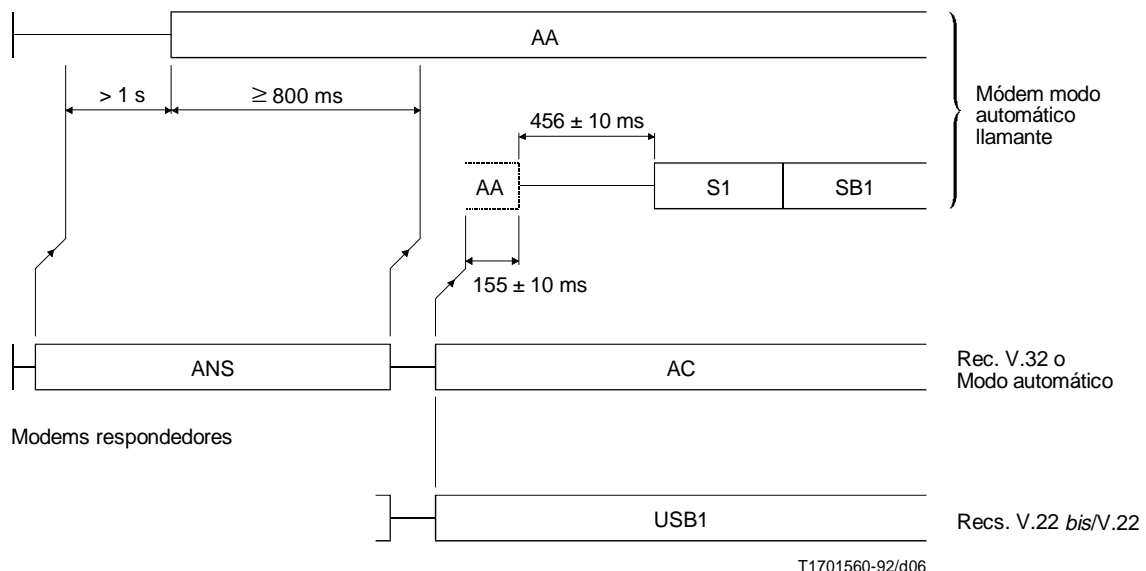 AA
> 1 s
≥ 800 ms
Módem modo
automático
llamante
456 ± 10 ms
AA
S1
SB1
155 ± 10 ms
ANS
AC
Rec. V.32 o
Modo automático
Modems respondedores
USB1
Recs. V.22 bis/V.22
T1701560-92/d06